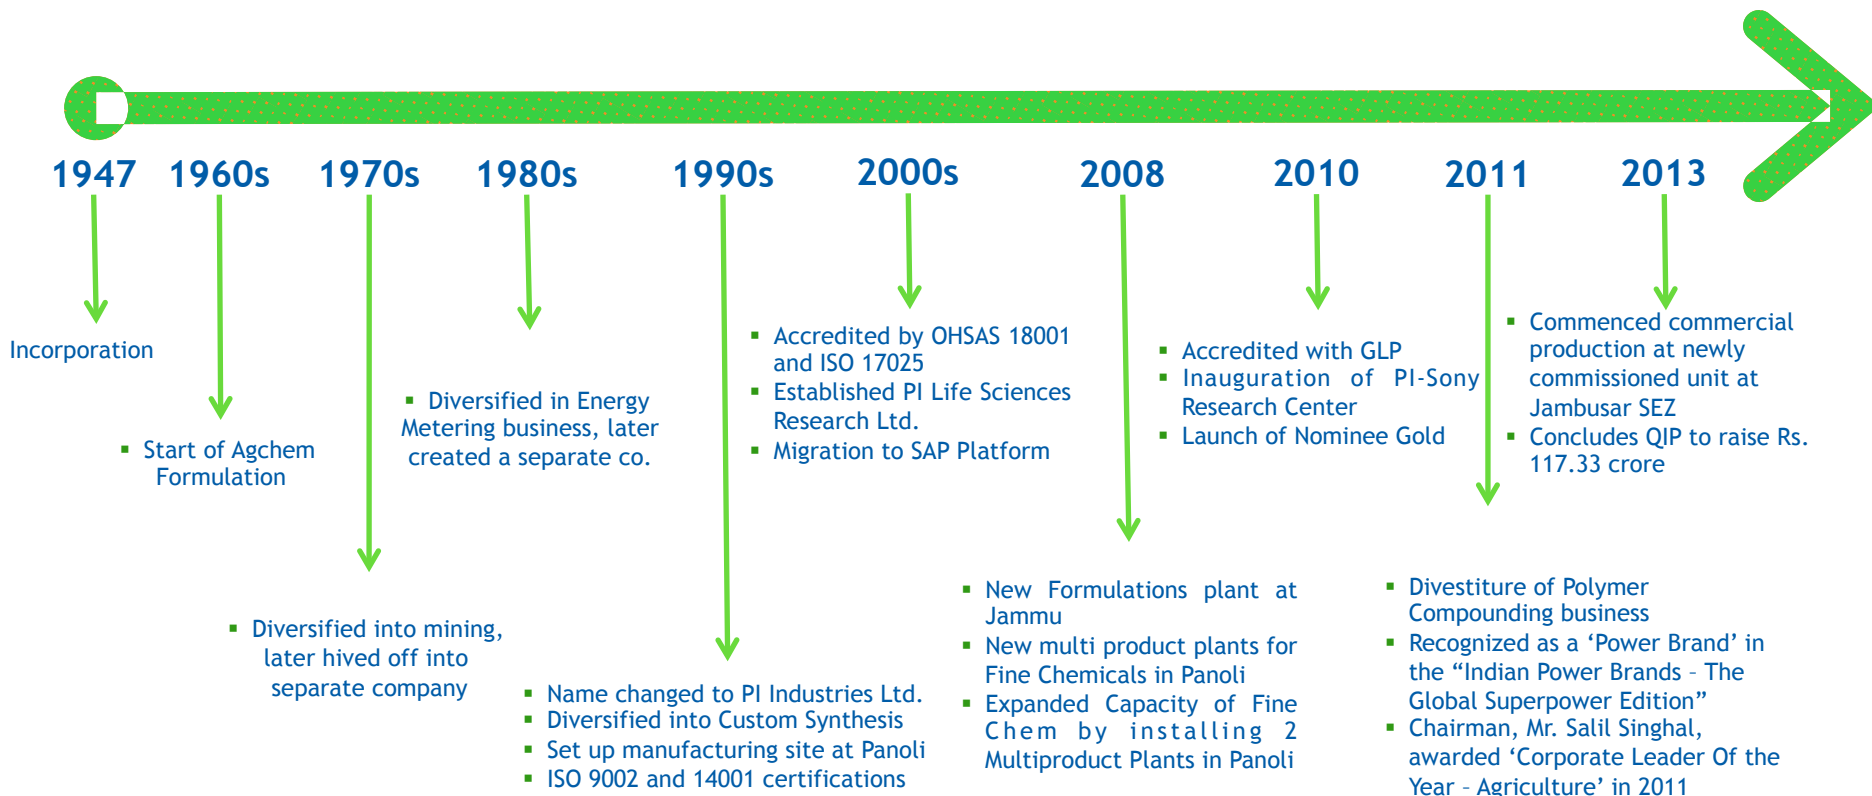 1947
1960s
1970s
1980s
1990s
2000s
2008
2010
2011
2013
Incorporation
▪ Start of Agchem
Formulation
▪ Diversified into mining,
later hived off into
separate company
▪ Diversified in Energy
Metering business, later
created a separate co.
▪ Name changed to PI Industries Ltd.
▪ Diversified into Custom Synthesis
▪ Set up manufacturing site at Panoli
▪ ISO 9002 and 14001 certifications
▪ Accredited by OHSAS 18001
and ISO 17025
▪ Established PI Life Sciences
Research Ltd.
▪ Migration to SAP Platform
▪ New Formulations plant at
Jammu
▪ New multi product plants for
Fine Chemicals in Panoli
▪ Expanded Capacity of Fine
Chem by installing 2
Multiproduct Plants in Panoli
▪ Accredited with GLP
▪ Inauguration of PI-Sony
Research Center
▪ Launch of Nominee Gold
▪ Divestiture of Polymer
Compounding business
▪ Recognized as a ‘Power Brand’ in
the “Indian Power Brands – The
Global Superpower Edition”
▪ Chairman, Mr. Salil Singhal,
awarded ‘Corporate Leader Of the
Year – Agriculture’ in 2011
▪ Commenced commercial
production at newly
commissioned unit at
Jambusar SEZ
▪ Concludes QIP to raise Rs.
117.33 crore